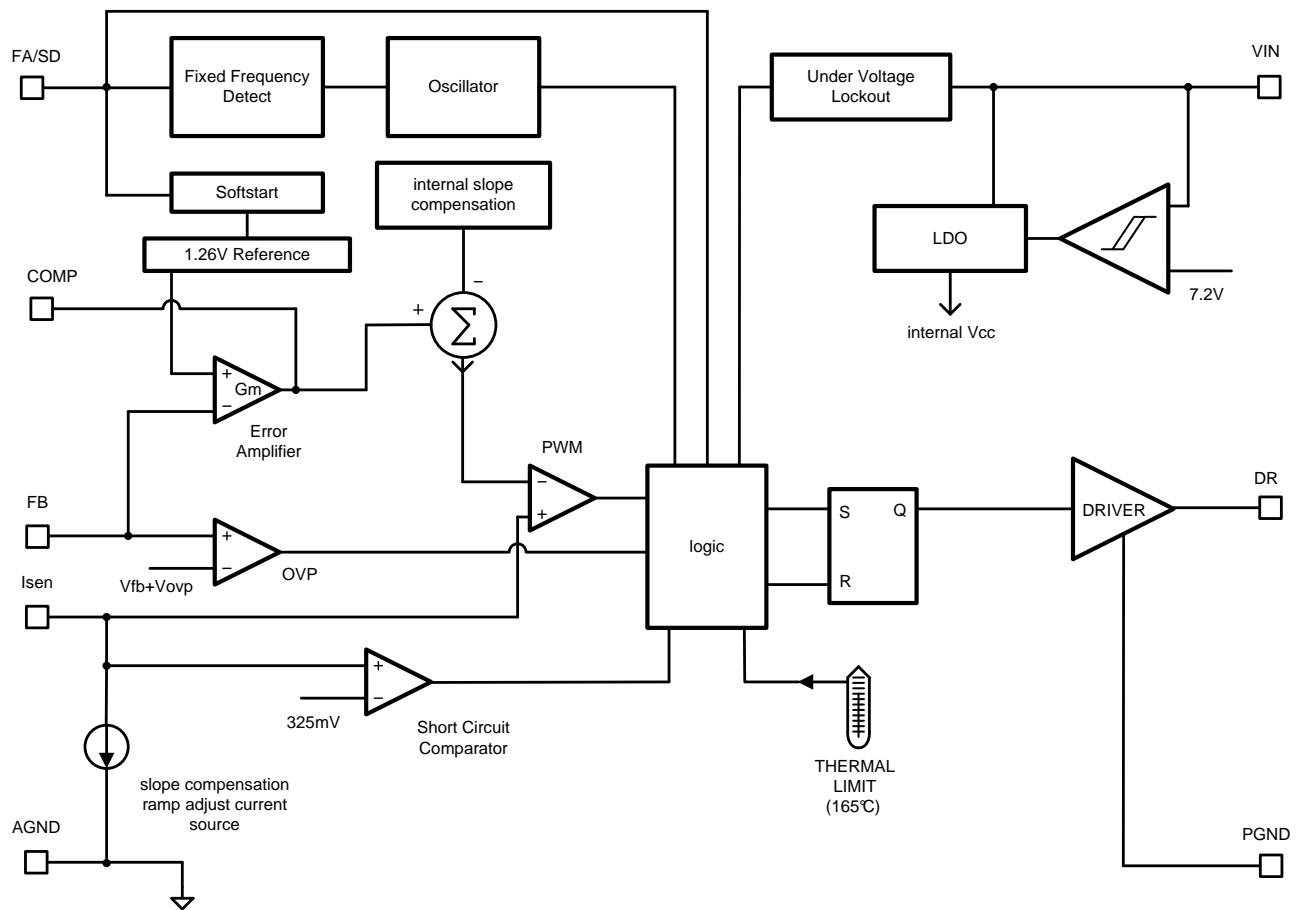 FA/SD
Fixed Frequency
Detect
Oscillator
Under Voltage
Lockout
VIN
Softstart
internal slope
compensation
1.26V Reference
LDO
COMP
7.2V
internal Vcc
+
−
Σ
+
Gm
−
Error
Amplifier
PWM
−
+
FB
+
−
Vfb+Vovp
OVP
logic
S
Q
R
DRIVER
DR
Isen
+
−
325mV
Short Circuit
Comparator
THERMAL
LIMIT
(165°C)
slope compensation
ramp adjust current
source
AGND
PGND